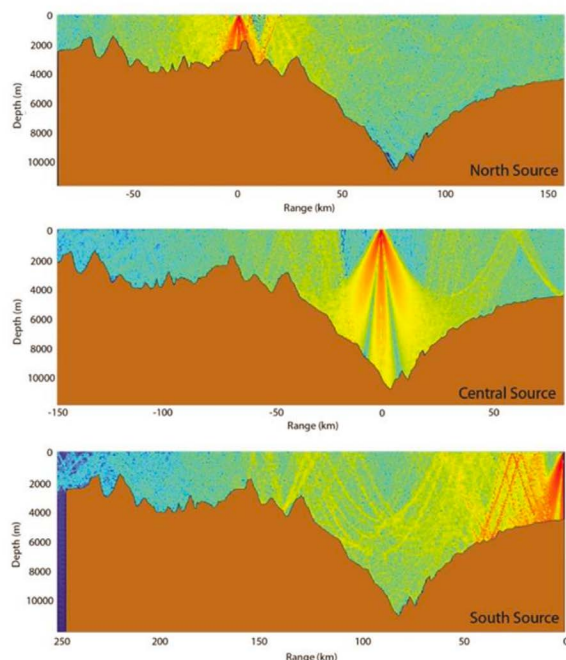 0
2000
4000
6000
8000
10000
Depth (m)
North Source
-50 0 50 100 150
Range (km)
0
2000
4000
6000
8000
10000
Depth (m)
Central Source
-150 -100 -50 0 50
Range (km)
0
2000
4000
6000
8000
10000
Depth (m)
South Source
250 200 150 100 50 0
Range (km)